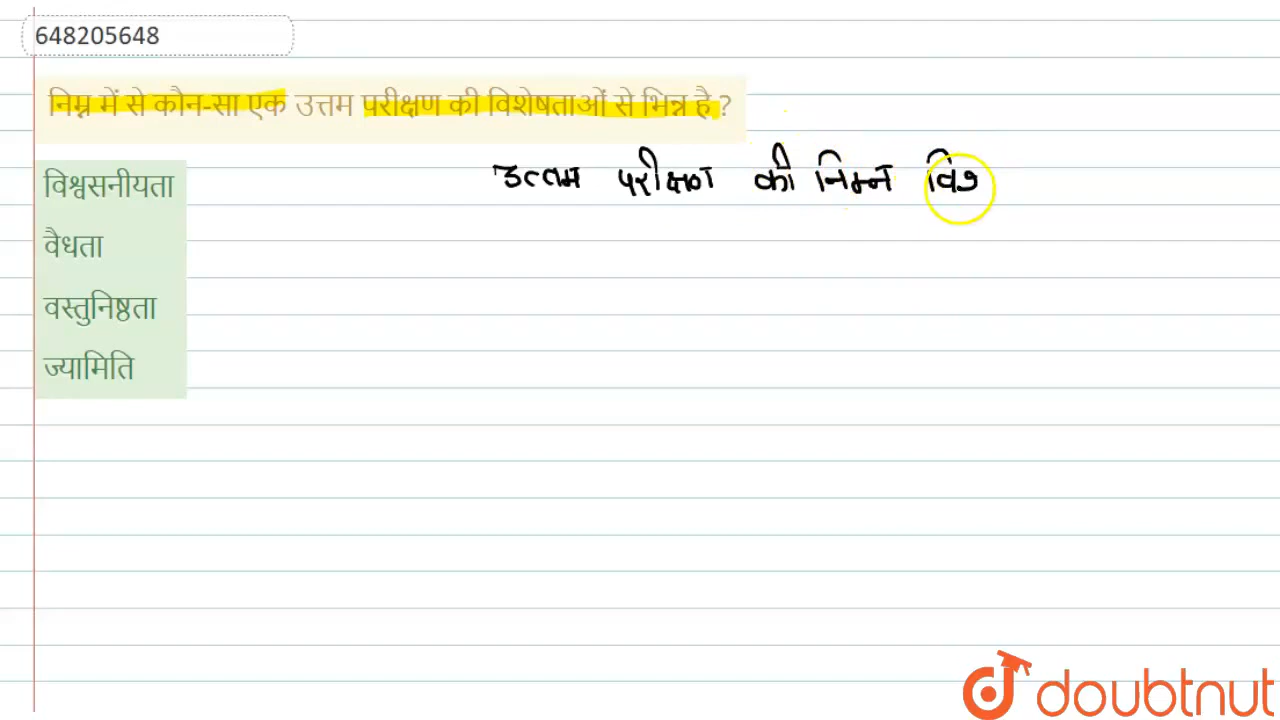 648205648
निम्न में से कौन-सा एक उत्तम परीक्षण की विशेषताओं से भिन्न है ?
उत्तम परीक्षण की निम्न
विश्वसनीयता
वैधता
वस्तुनिष्ठता
ज्यामिति
doubtnut